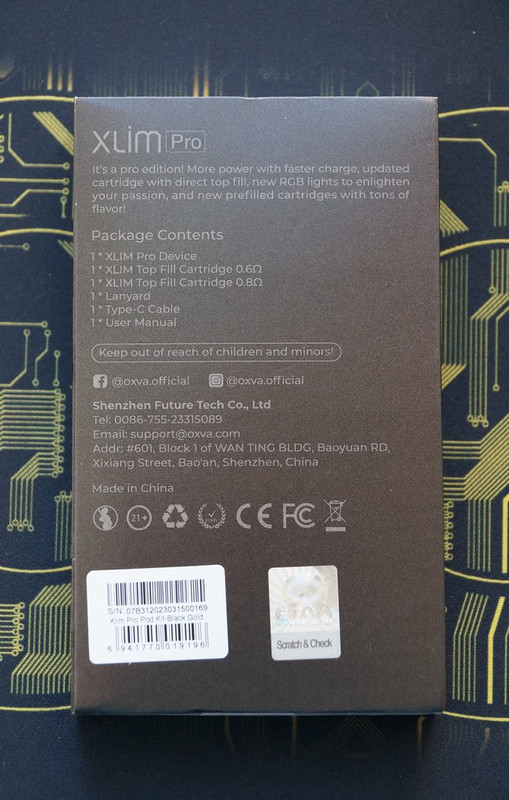 XLIM Pro
It's a pro edition! More power with faster charge, updated
cartridge with direct top fill, new RGB lights to enlighten
your passion, and new prefilled cartridges with tons of
flavor!
Package Contents
1 * XLIM Pro Device
1 * XLIM Top Fill Cartridge 0.6Ω
1 * XLIM Top Fill Cartridge 0.8Ω
1 * Lanyard
1 * Type-C Cable
1 * User Manual
Keep out of reach of children and minors!
@oxva.official @oxva.official
Shenzhen Future Tech Co., Ltd
Tel: 0086-755-23315089
Email: support@oxva.com
Addr: #601, Block 1 of WAN TING BLDG, Baoyuan RD,
Xixiang Street, Bao'an, Shenzhen, China
Made in China
21+ CE FC
S/N: 07B312023031500169
Xlim Pro Pod Kit-Black Gold
6 941770 019196
Scratch & Check